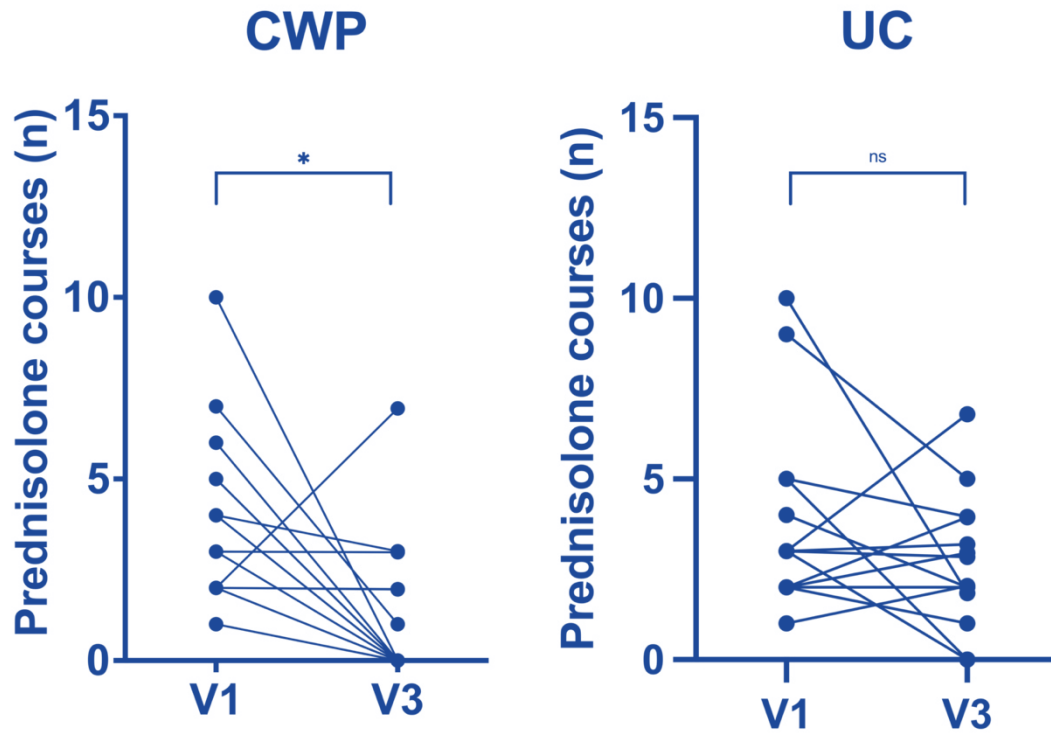 CWP
Prednisolone courses (n)
15
10
5
0
*
V1
V3
UC
Prednisolone courses (n)
15
10
5
0
ns
V1
V3